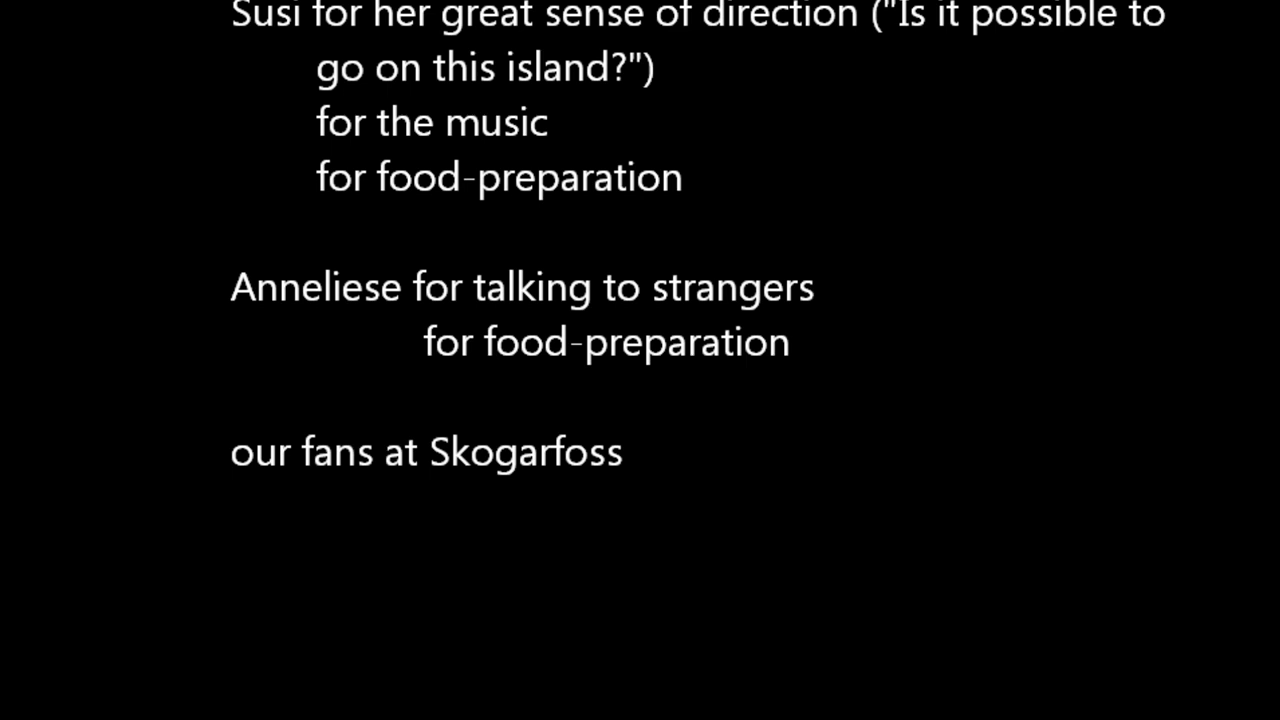 Susi for her great sense of direction ("Is it possible to
go on this island?")
for the music
for food-preparation
Anneliese for talking to strangers
for food-preparation
our fans at Skogarfoss